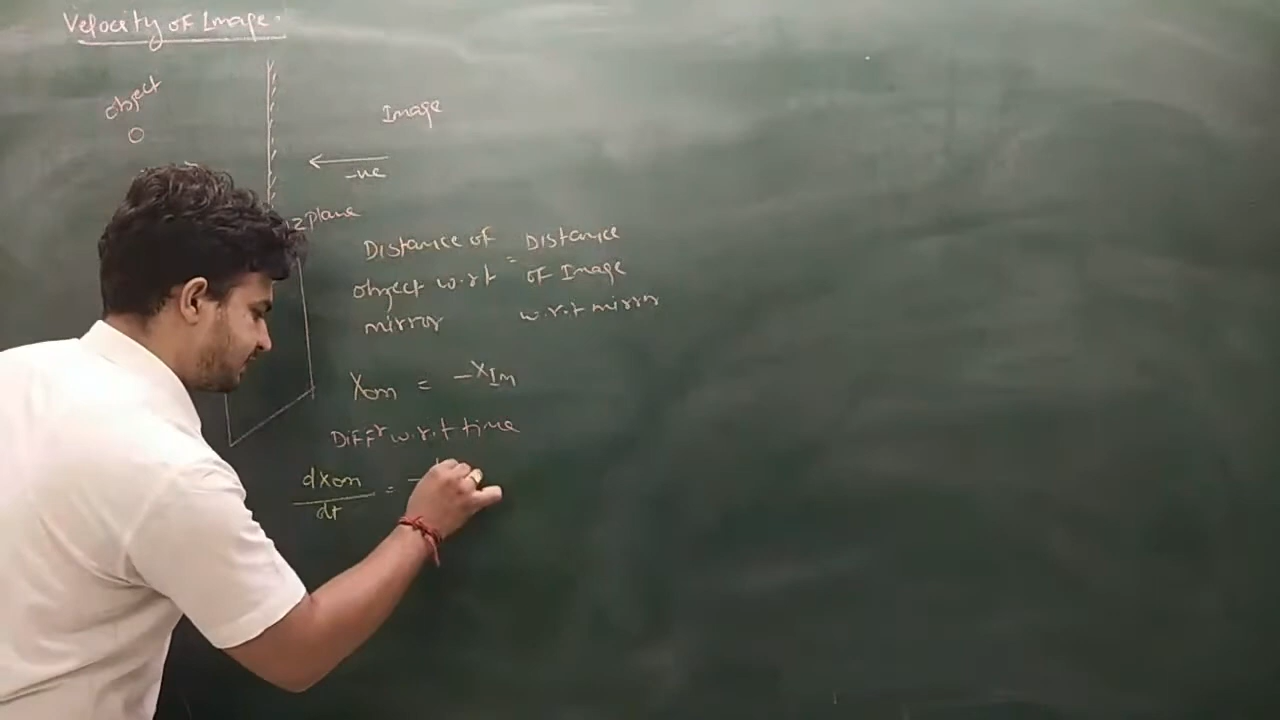 Velocity of Image.
object
O
Image
-ve
plane
Distance of = Distance
object w.r.t of Image
mirror w.r.t mirror
Xom = -XIm
Diffr w.r.t time
dxom
dt
= -